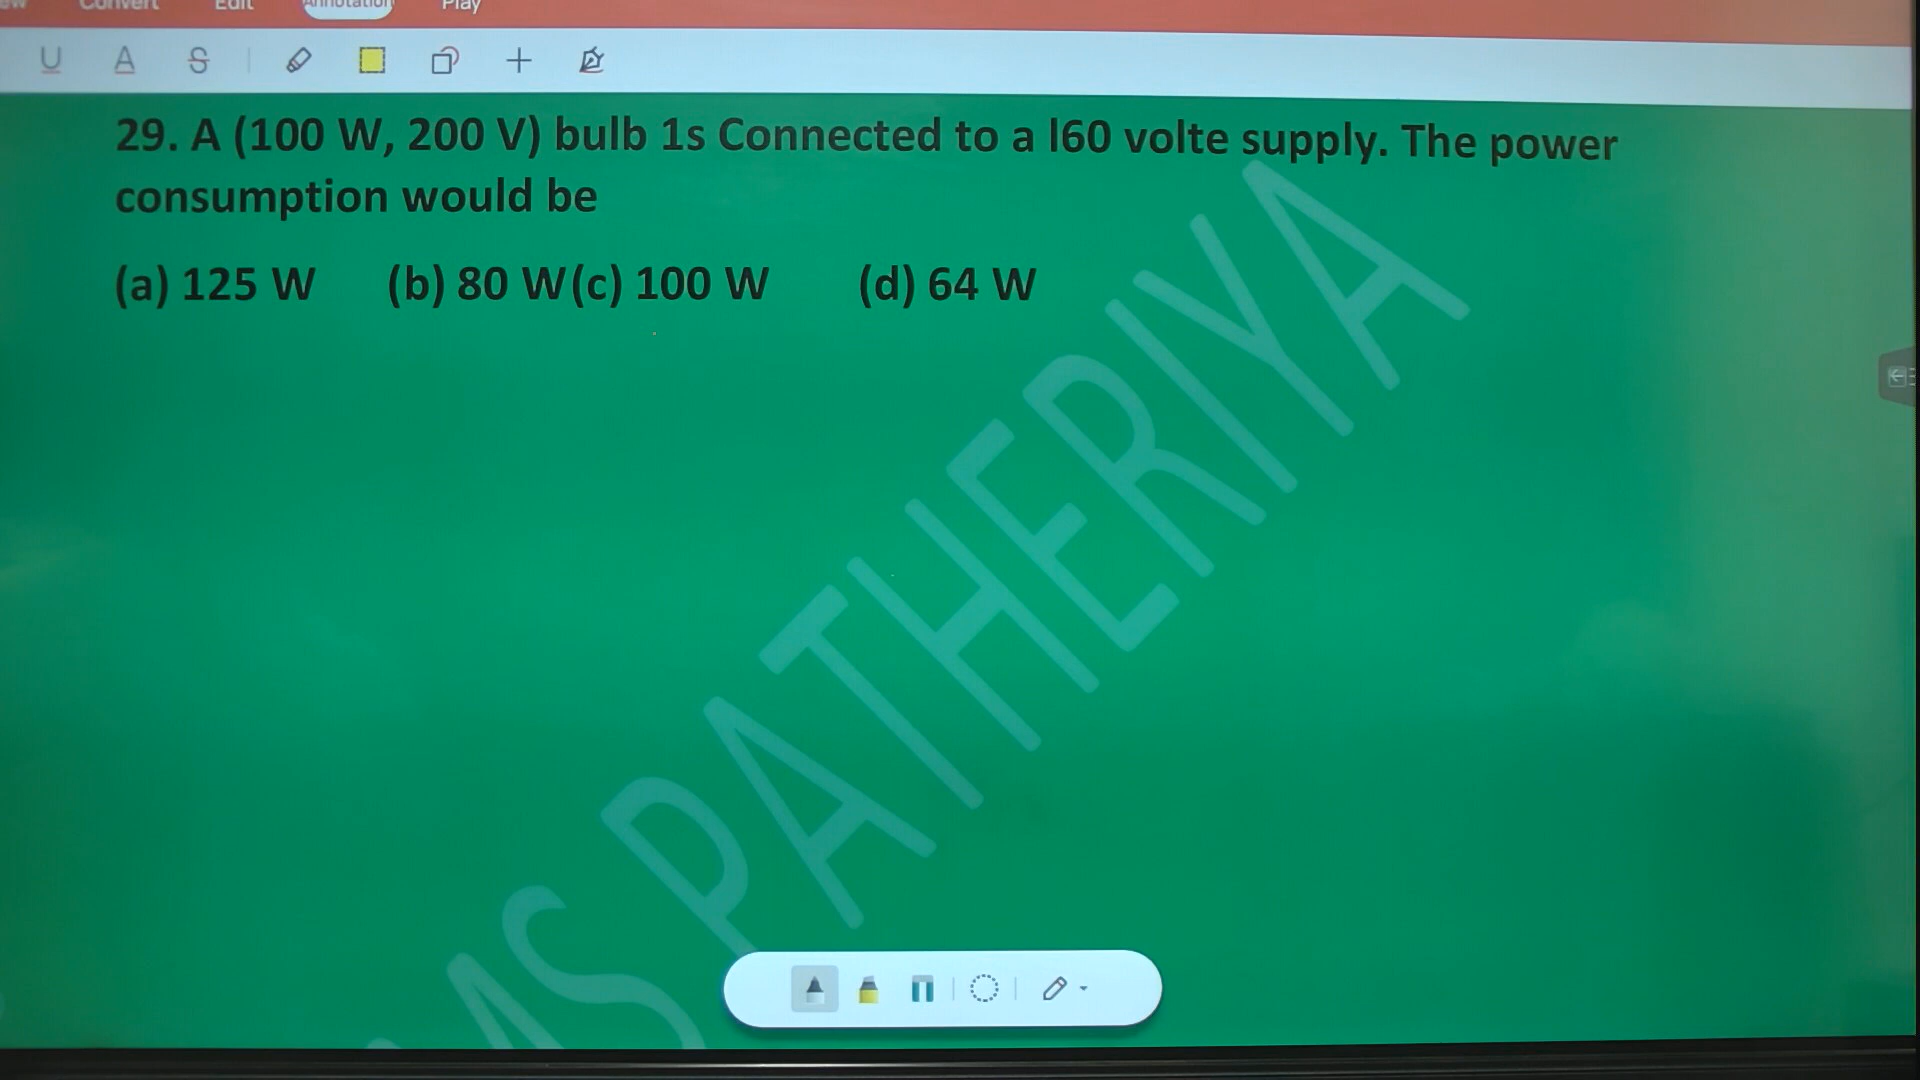 Convert Edit Annotation Play
U A S
29. A (100 W, 200 V) bulb 1s Connected to a l60 volte supply. The power
consumption would be
(a) 125 W (b) 80 W(c) 100 W (d) 64 W
MS PATHERIYA